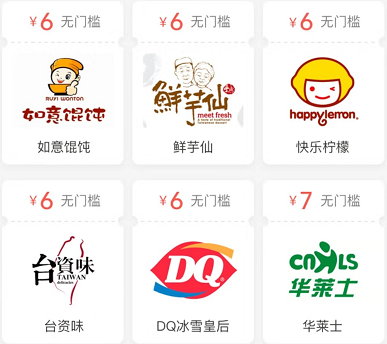 ¥6 无门槛
¥6 无门槛
¥6 无门槛
RUYI WONTON
如意馄饨
鲜芋仙
meet fresh
happylemon.
如意馄饨
鲜芋仙
快乐柠檬
¥6 无门槛
¥6 无门槛
¥7 无门槛
台資味
TAIWAN
delicacies
DQ
CNHLS
华莱士
台资味
DQ冰雪皇后
华莱士